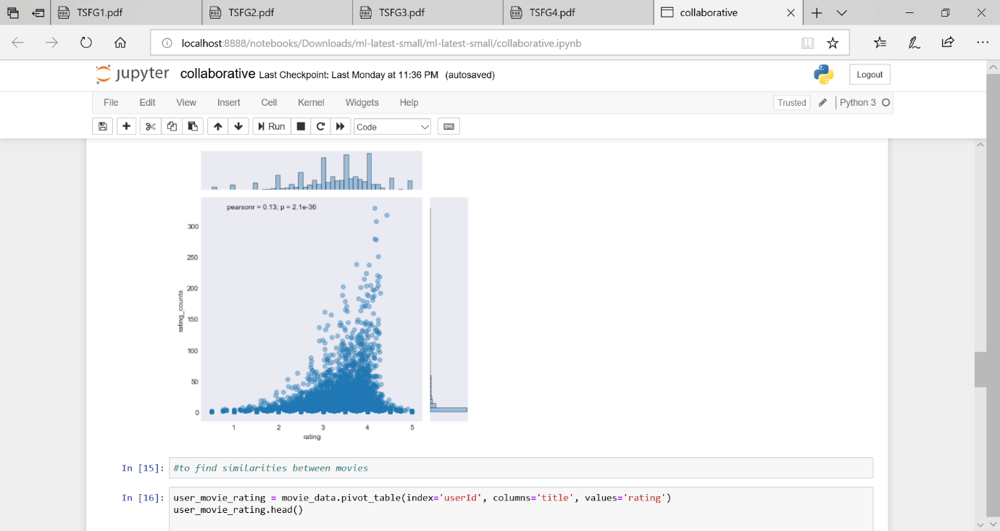 TSFG1.pdf TSFG2.pdf TSFG3.pdf TSFG4.pdf collaborative
localhost:8888/notebooks/Downloads/ml-latest-small/ml-latest-small/collaborative.ipynb
jupyter collaborative Last Checkpoint: Last Monday at 11:36 PM (autosaved) Logout
File Edit View Insert Cell Kernel Widgets Help Trusted Python 3
Run Code
pearsonr = 0.13; p = 2.1e-36
300
250
200
150
100
50
0
rating_counts
1 2 3 4 5
rating
In [15]: #to find similarities between movies
In [16]: user_movie_rating = movie_data.pivot_table(index='userId', columns='title', values='rating')
user_movie_rating.head()